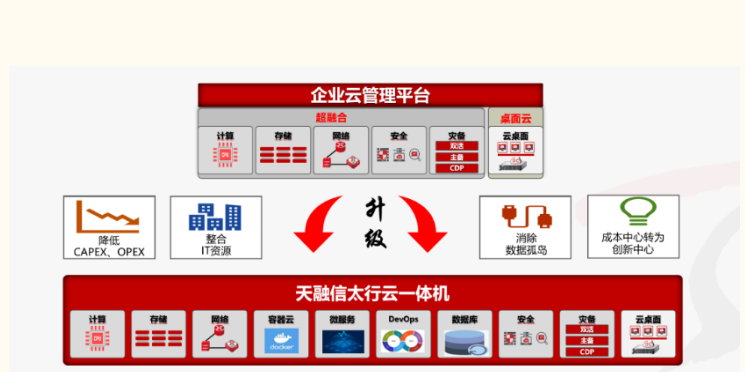 企业云管理平台
超融合
桌面云
计算
存储
网络
安全
灾备
双活
主备
CDP
云桌面
降低
CAPEX、OPEX
整合
IT资源
升
级
消除
数据孤岛
成本中心转为
创新中心
天融信太行云一体机
计算
存储
网络
容器云
docker
微服务
DevOps
数据库
安全
灾备
双活
主备
CDP
云桌面